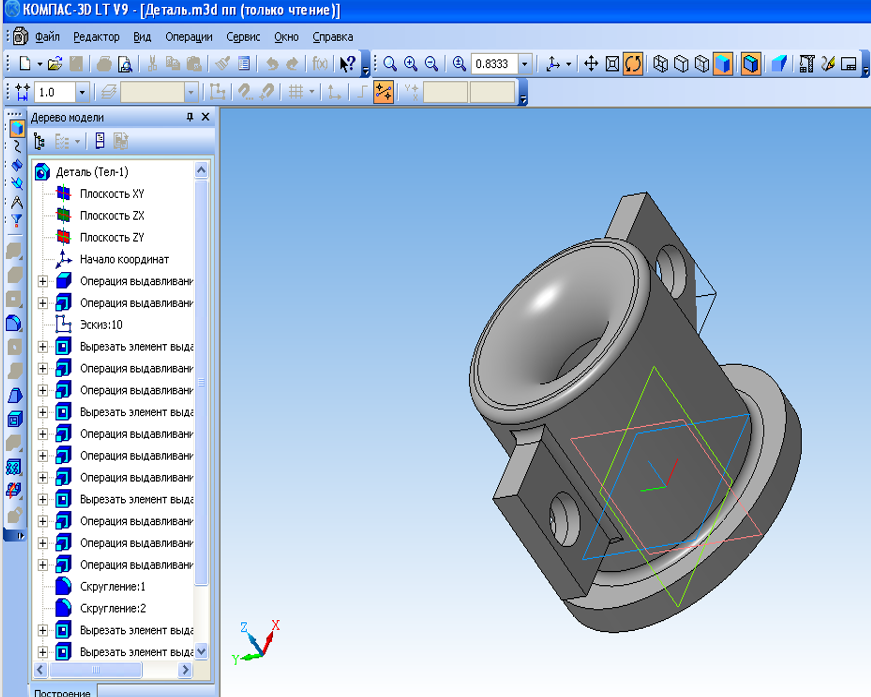 КОМПАС-3D LT V9 - [Деталь.m3d пп (только чтение)]
Файл Редактор Вид Операции Сервис Окно Справка
0.8333
1.0
Дерево модели
Деталь (Тел-1)
Плоскость XY
Плоскость ZX
Плоскость ZY
Начало координат
Операция выдавливани
Операция выдавливани
Эскиз:10
Вырезать элемент выда
Операция выдавливани
Операция выдавливани
Вырезать элемент выда
Операция выдавливани
Операция выдавливани
Операция выдавливани
Вырезать элемент выда
Операция выдавливани
Операция выдавливани
Операция выдавливани
Скругление:1
Скругление:2
Вырезать элемент выда
Вырезать элемент выда
Z X
Y
Построение